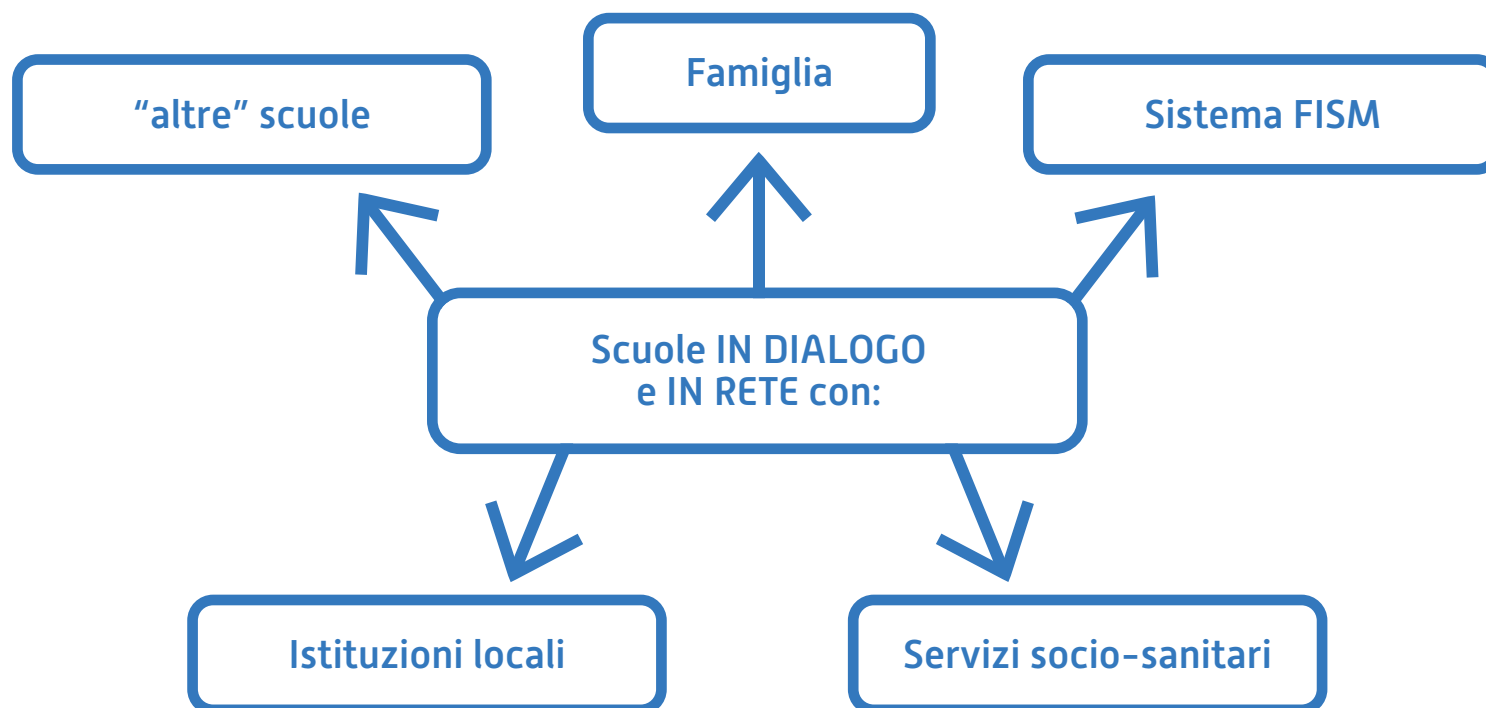 “altre” scuole
Famiglia
Sistema FISM
Scuole IN DIALOGO
e IN RETE con:
Istituzioni locali
Servizi socio-sanitari